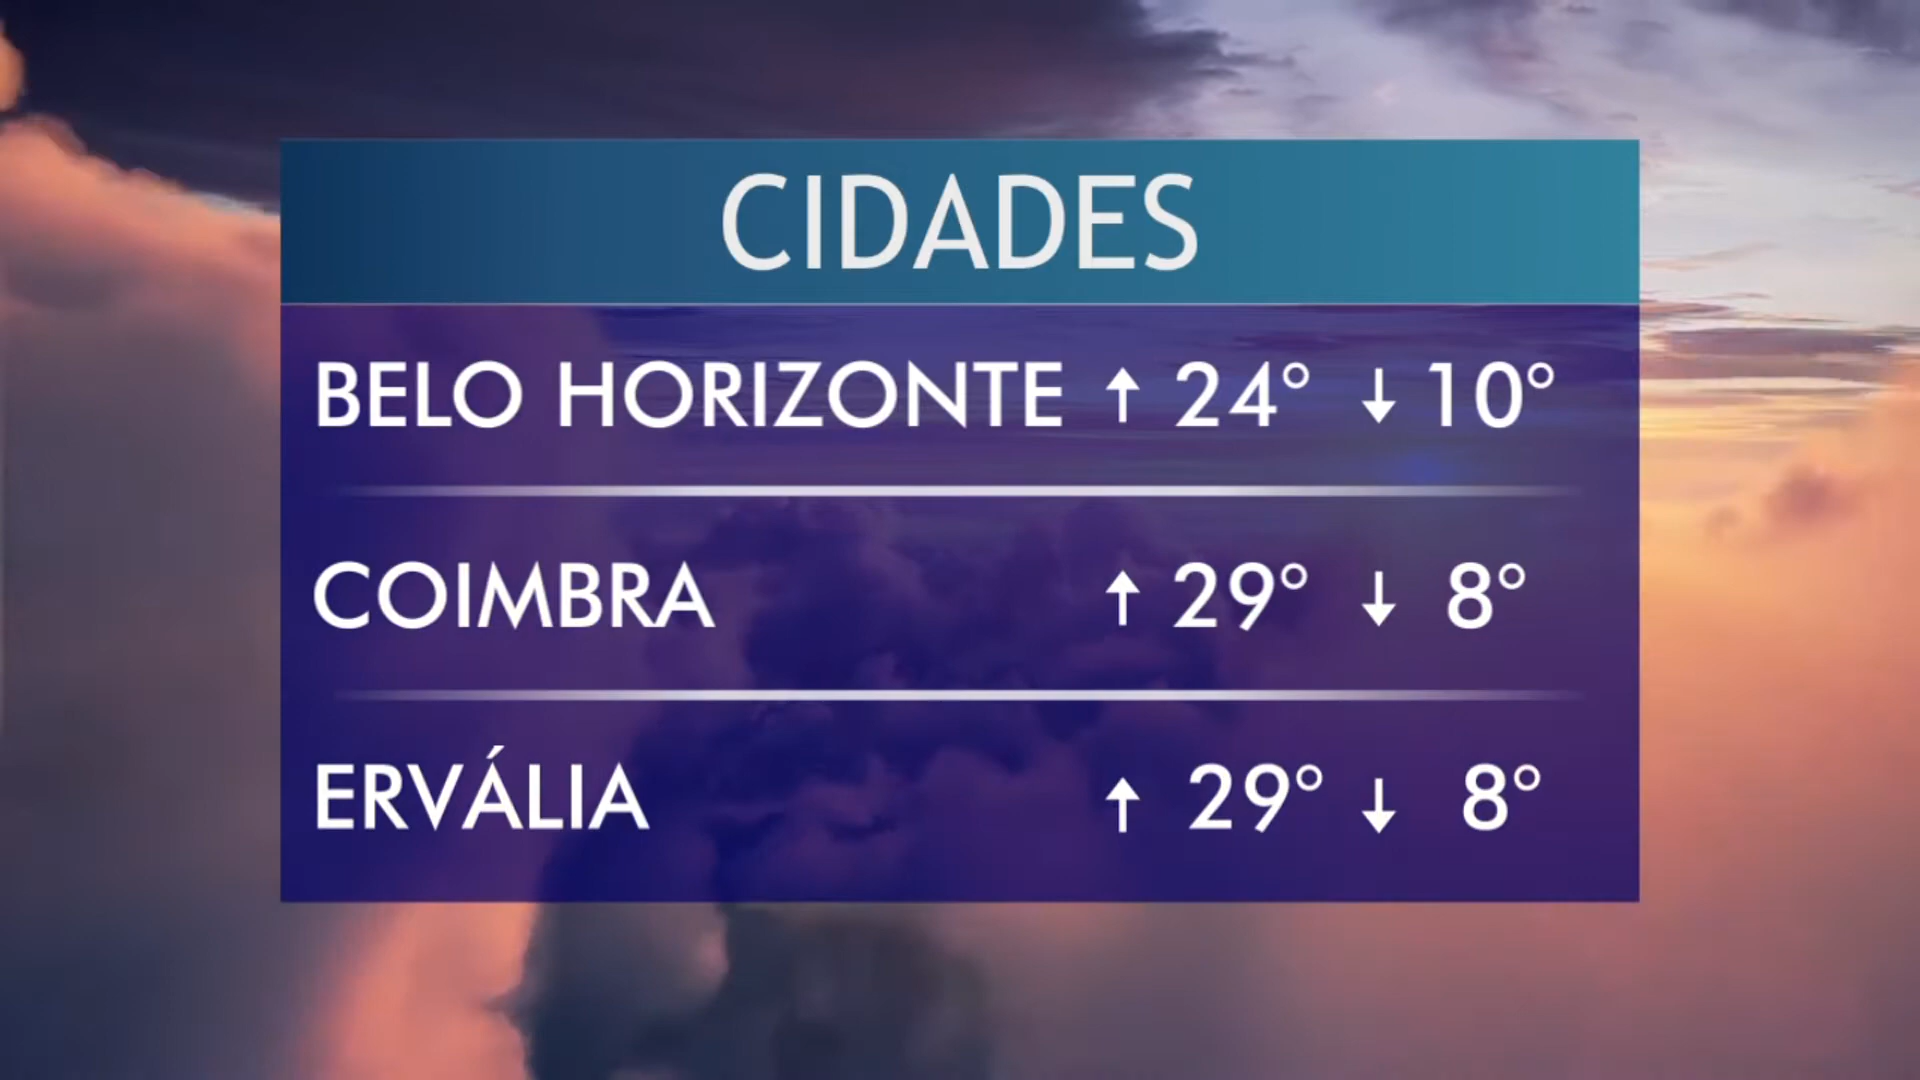 CIDADES
BELO HORIZONTE ↑ 24° ↓ 10°
COIMBRA ↑ 29° ↓ 8°
ERVÁLIA ↑ 29° ↓ 8°